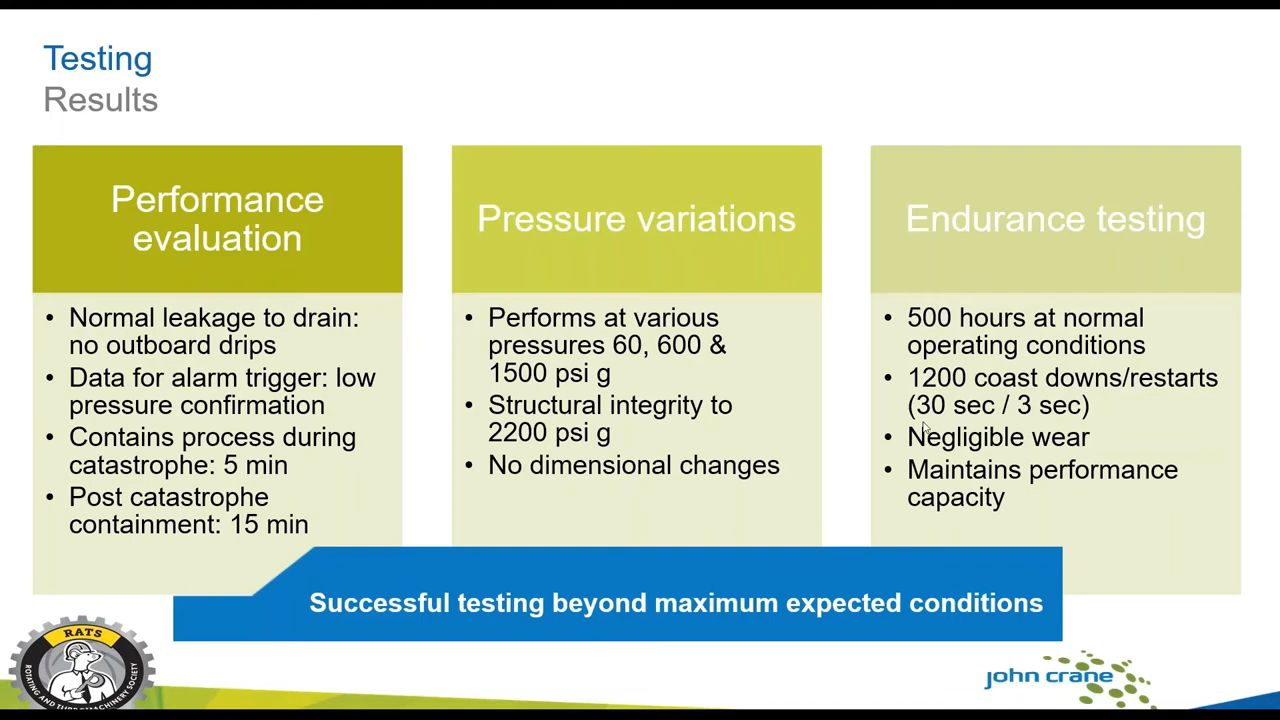 Testing
Results
Performance
evaluation
• Normal leakage to drain:
no outboard drips
• Data for alarm trigger: low
pressure confirmation
• Contains process during
catastrophe: 5 min
• Post catastrophe
containment: 15 min
Pressure variations
• Performs at various
pressures 60, 600 &
1500 psi g
• Structural integrity to
2200 psi g
• No dimensional changes
Endurance testing
• 500 hours at normal
operating conditions
• 1200 coast downs/restarts
(30 sec / 3 sec)
• Negligible wear
• Maintains performance
capacity
Successful testing beyond maximum expected conditions
RATS
ROTATING AND TURBOMACHINERY SOCIETY
john crane